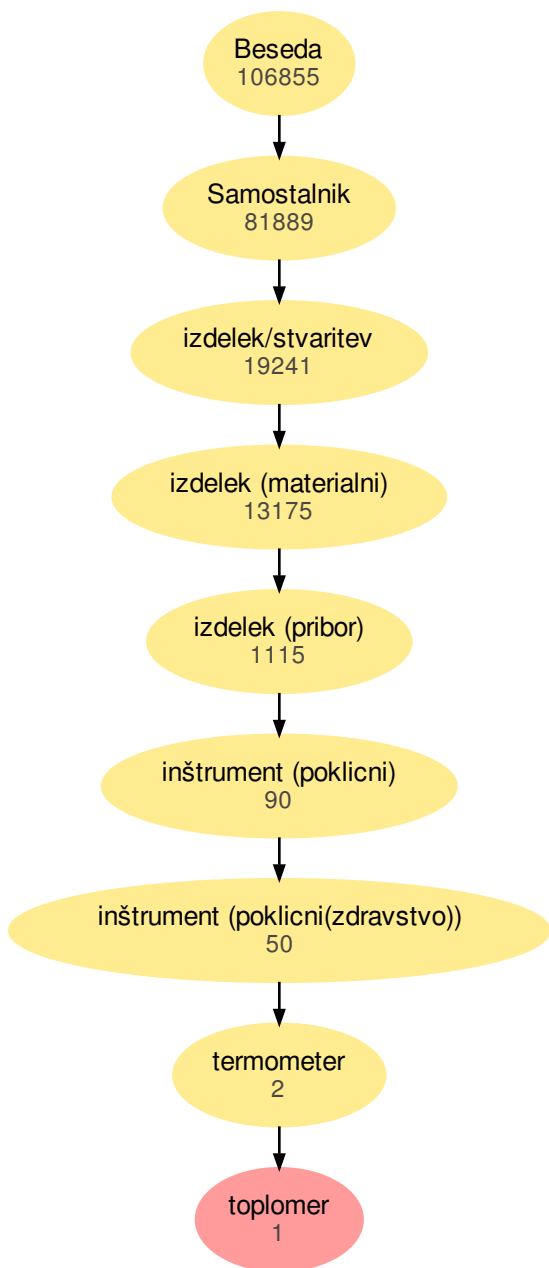 Beseda
106855
Samostalnik
81889
izdelek/stvaritev
19241
izdelek (materialni)
13175
izdelek (pribor)
1115
inštrument (poklicni)
90
inštrument (poklicni(zdravstvo))
50
termometer
2
toplomer
1